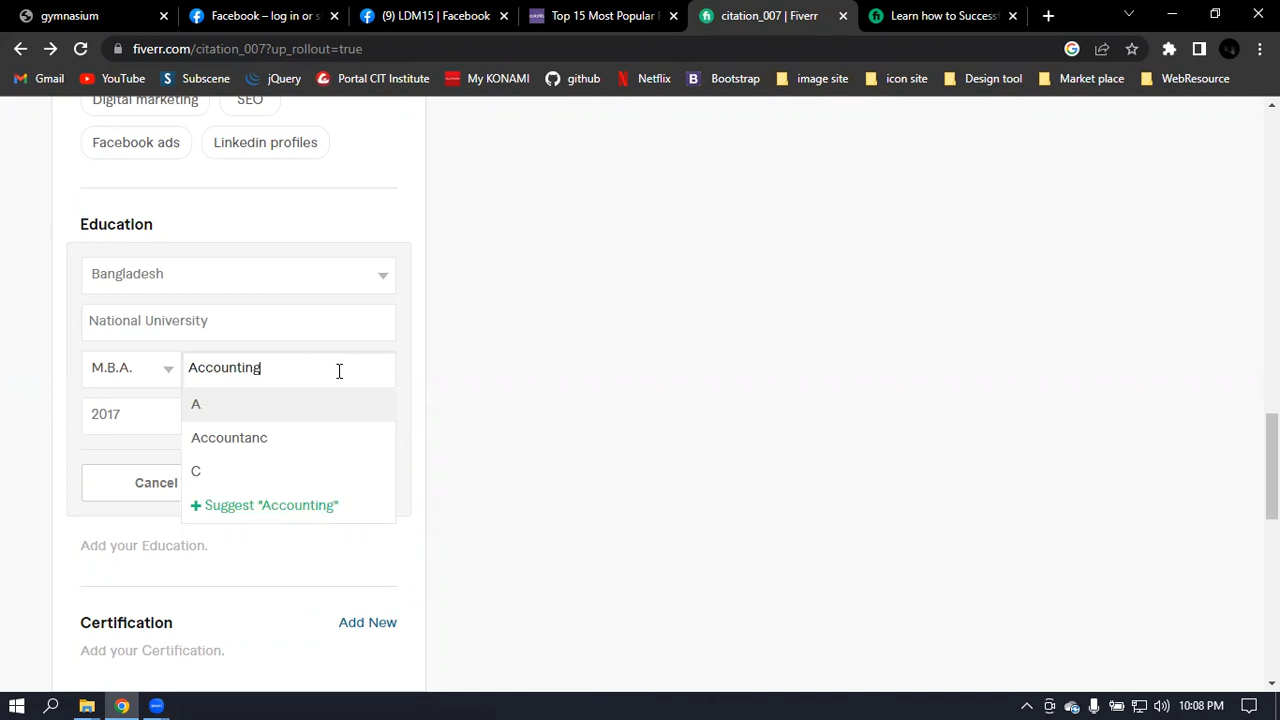 gymnasium
Facebook – log in or s
(9) LDM15 | Facebook
Top 15 Most Popular F
citation_007 | Fiverr
Learn how to Success
fiverr.com/citation_007?up_rollout=true
Gmail
YouTube
Subscene
jQuery
Portal CIT Institute
My KONAMI
github
Netflix
Bootstrap
image site
icon site
Design tool
Market place
WebResource
Digital marketing
SEO
Facebook ads
Linkedin profiles
Education
Bangladesh
National University
M.B.A.
Accounting
A
2017
Accountanc
C
Cancel
+ Suggest "Accounting"
Add your Education.
Certification
Add New
Add your Certification.
10:08 PM